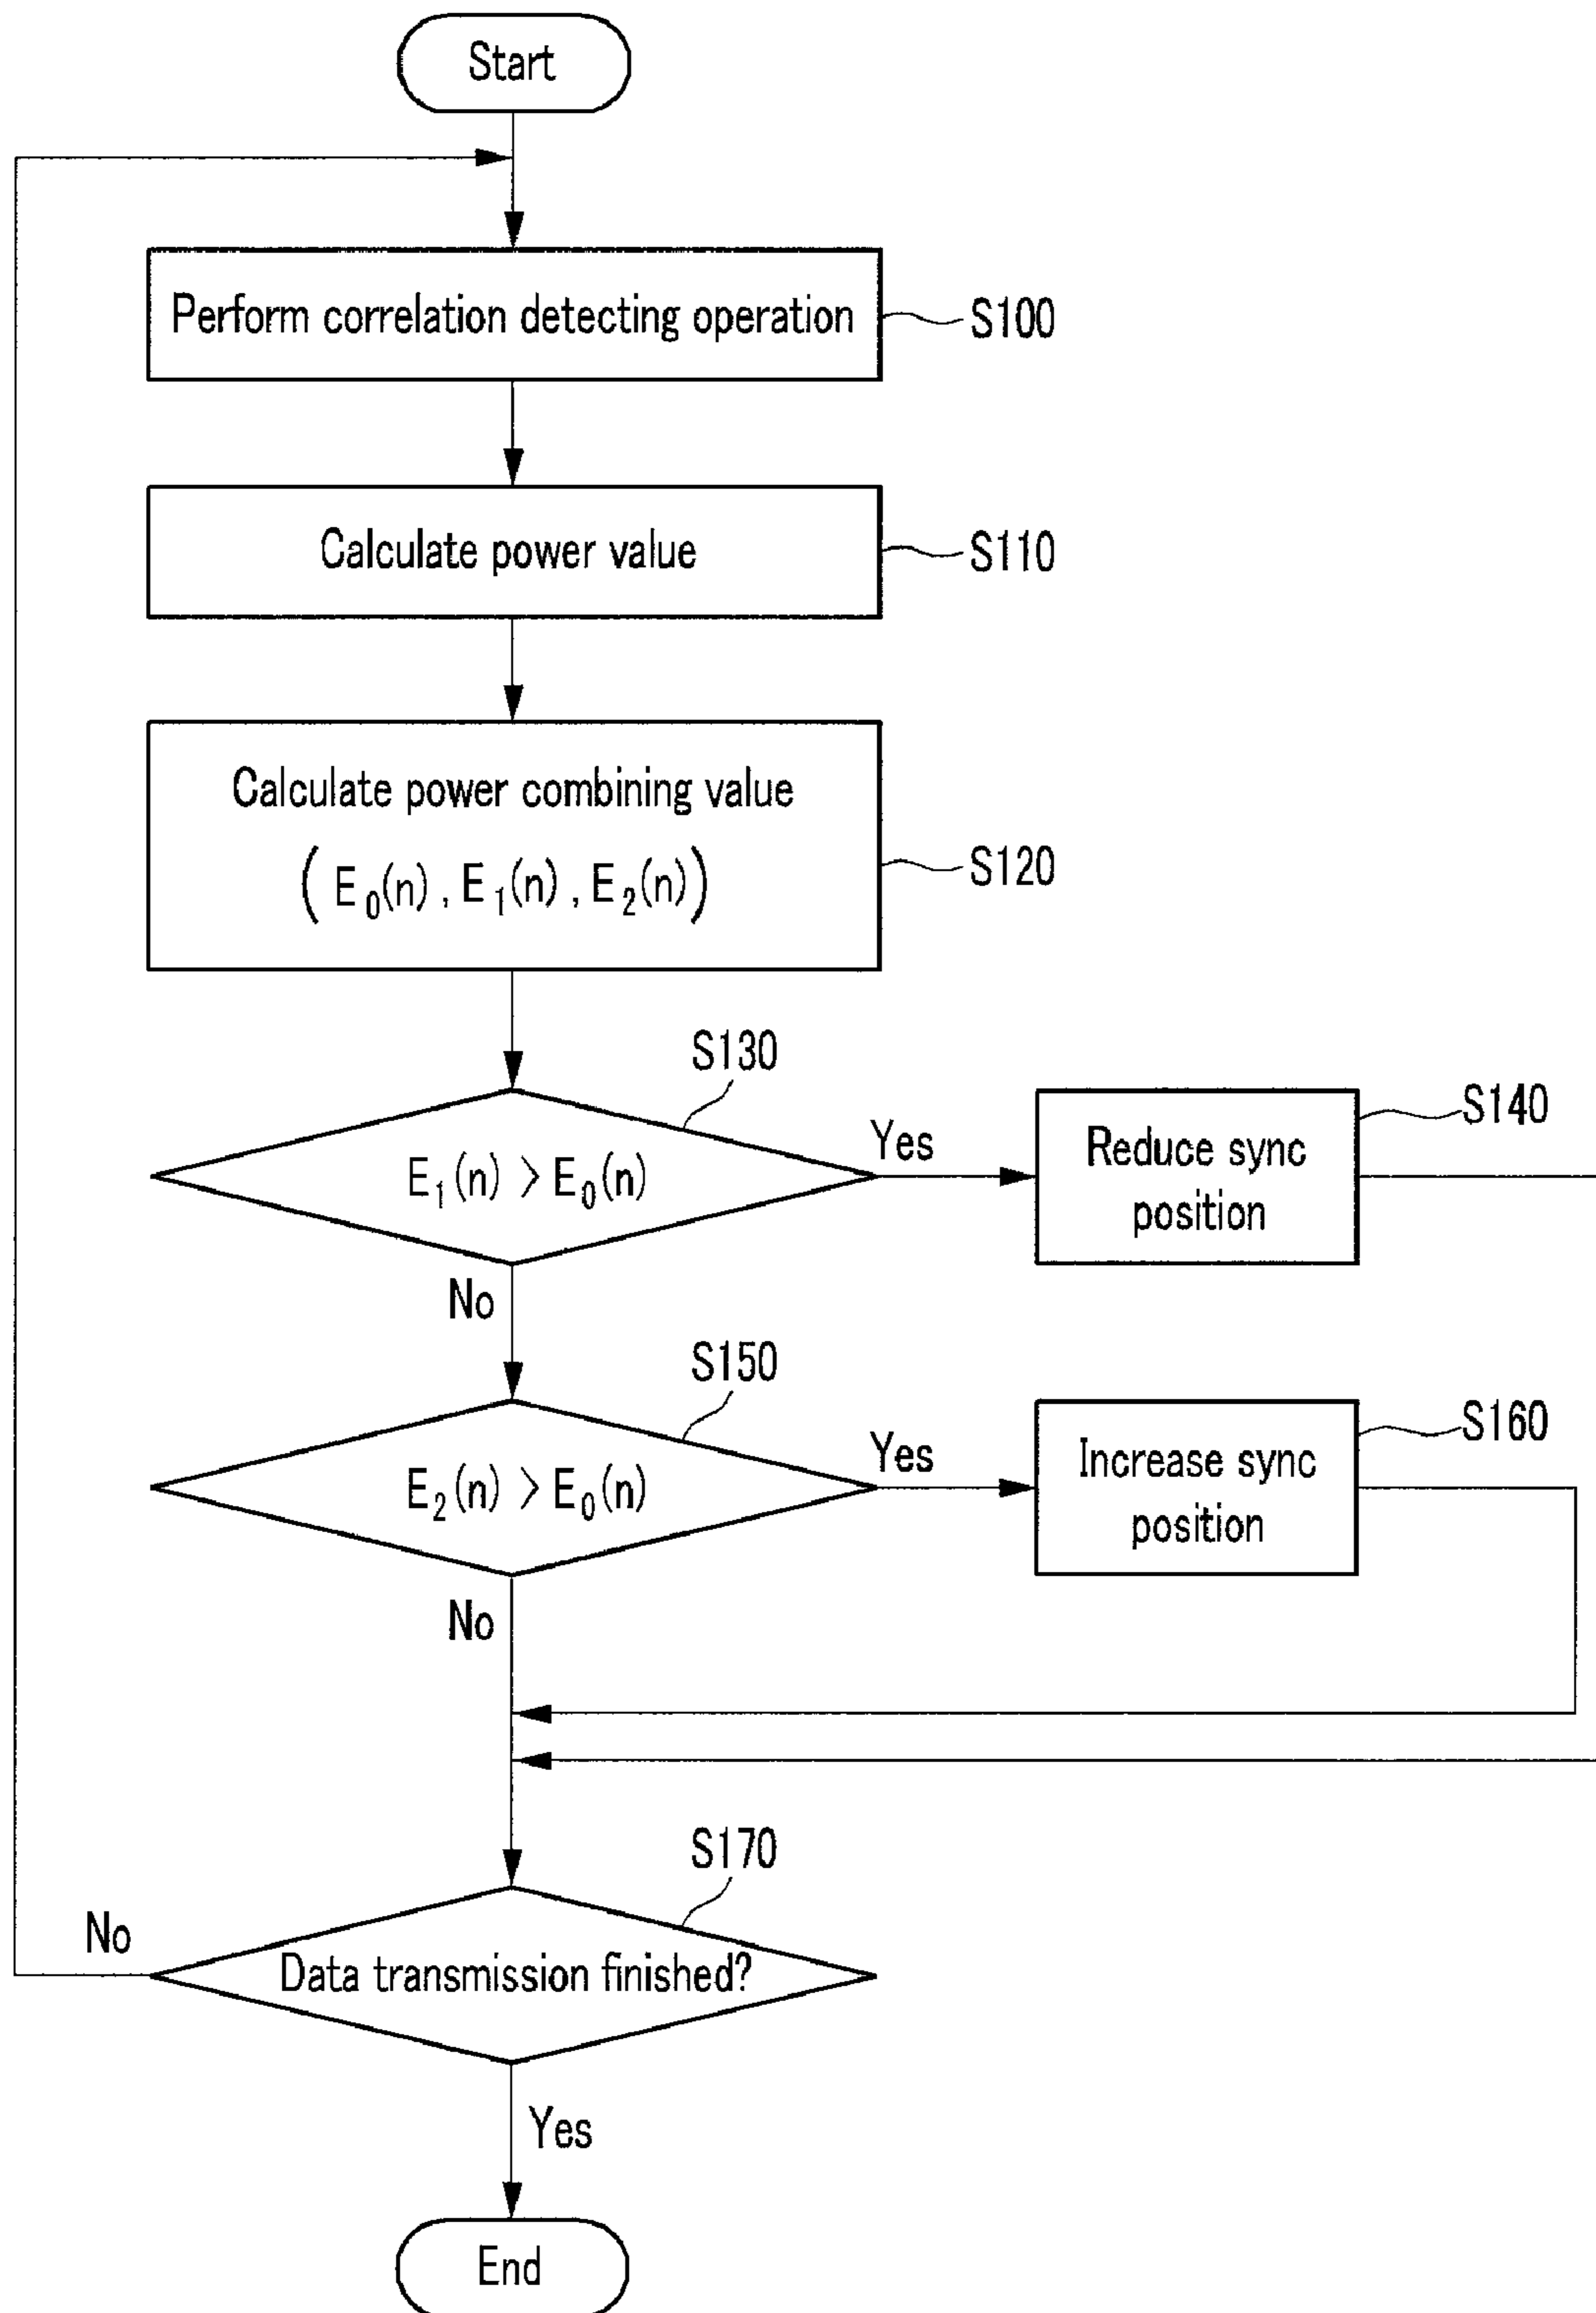 Start
Perform correlation detecting operation
S100
Calculate power value
S110
Calculate power combining value
( E₀(n) , E₁(n) , E₂(n) )
S120
S130
E₁(n) > E₀(n)
Yes
Reduce sync
position
S140
No
S150
E₂(n) > E₀(n)
Yes
Increase sync
position
S160
No
S170
Data transmission finished?
No
Yes
End